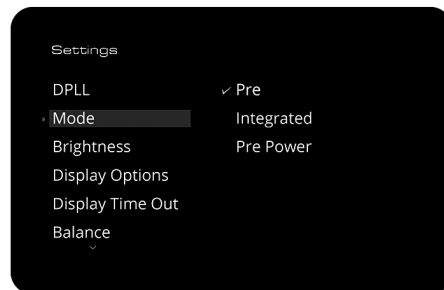 Settings
DPLL
Mode
Brightness
Display Options
Display Time Out
Balance
Pre
Integrated
Pre Power